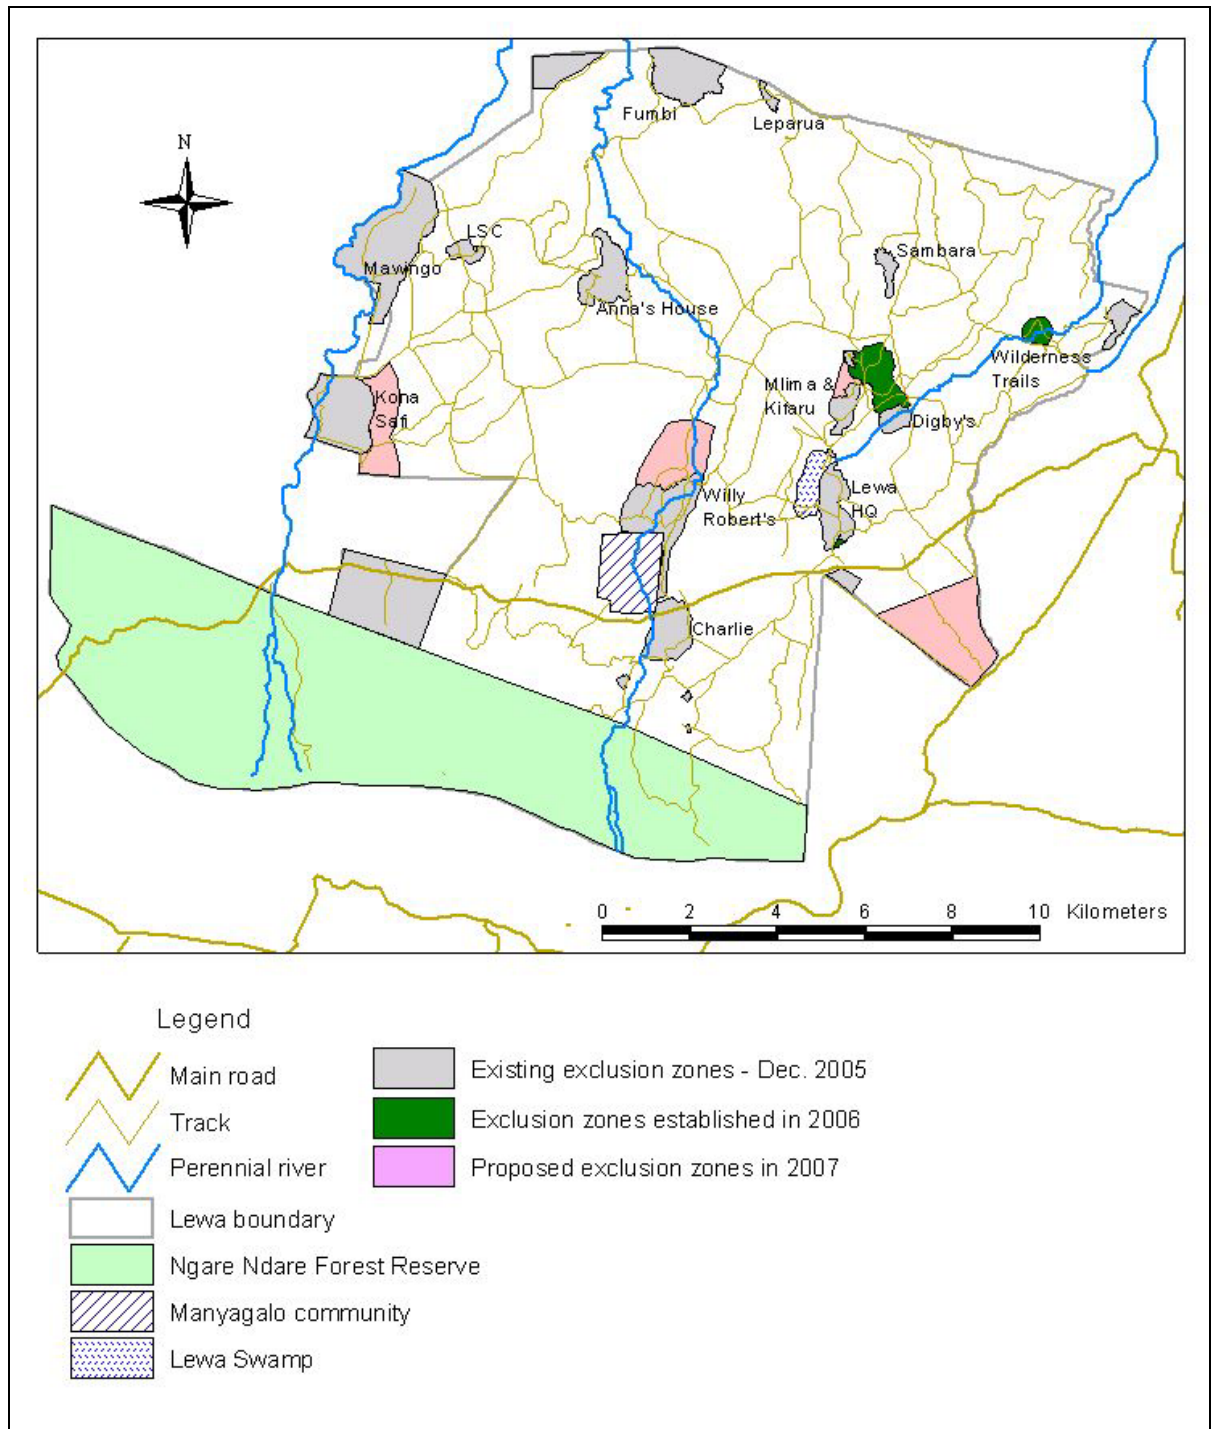 N
Fumbi
Leparua
LSC
Sambara
Mawingo
Anna's House
Wilderness
Trails
Mlima &
Kifaru
Kona
Safi
Digby's
Lewa
HQ
Willy
Robert's
Charlie
0 2 4 6 8 10 Kilometers
Legend
Main road
Track
Perennial river
Lewa boundary
Ngare Ndare Forest Reserve
Manyagalo community
Lewa Swamp
Existing exclusion zones - Dec. 2005
Exclusion zones established in 2006
Proposed exclusion zones in 2007